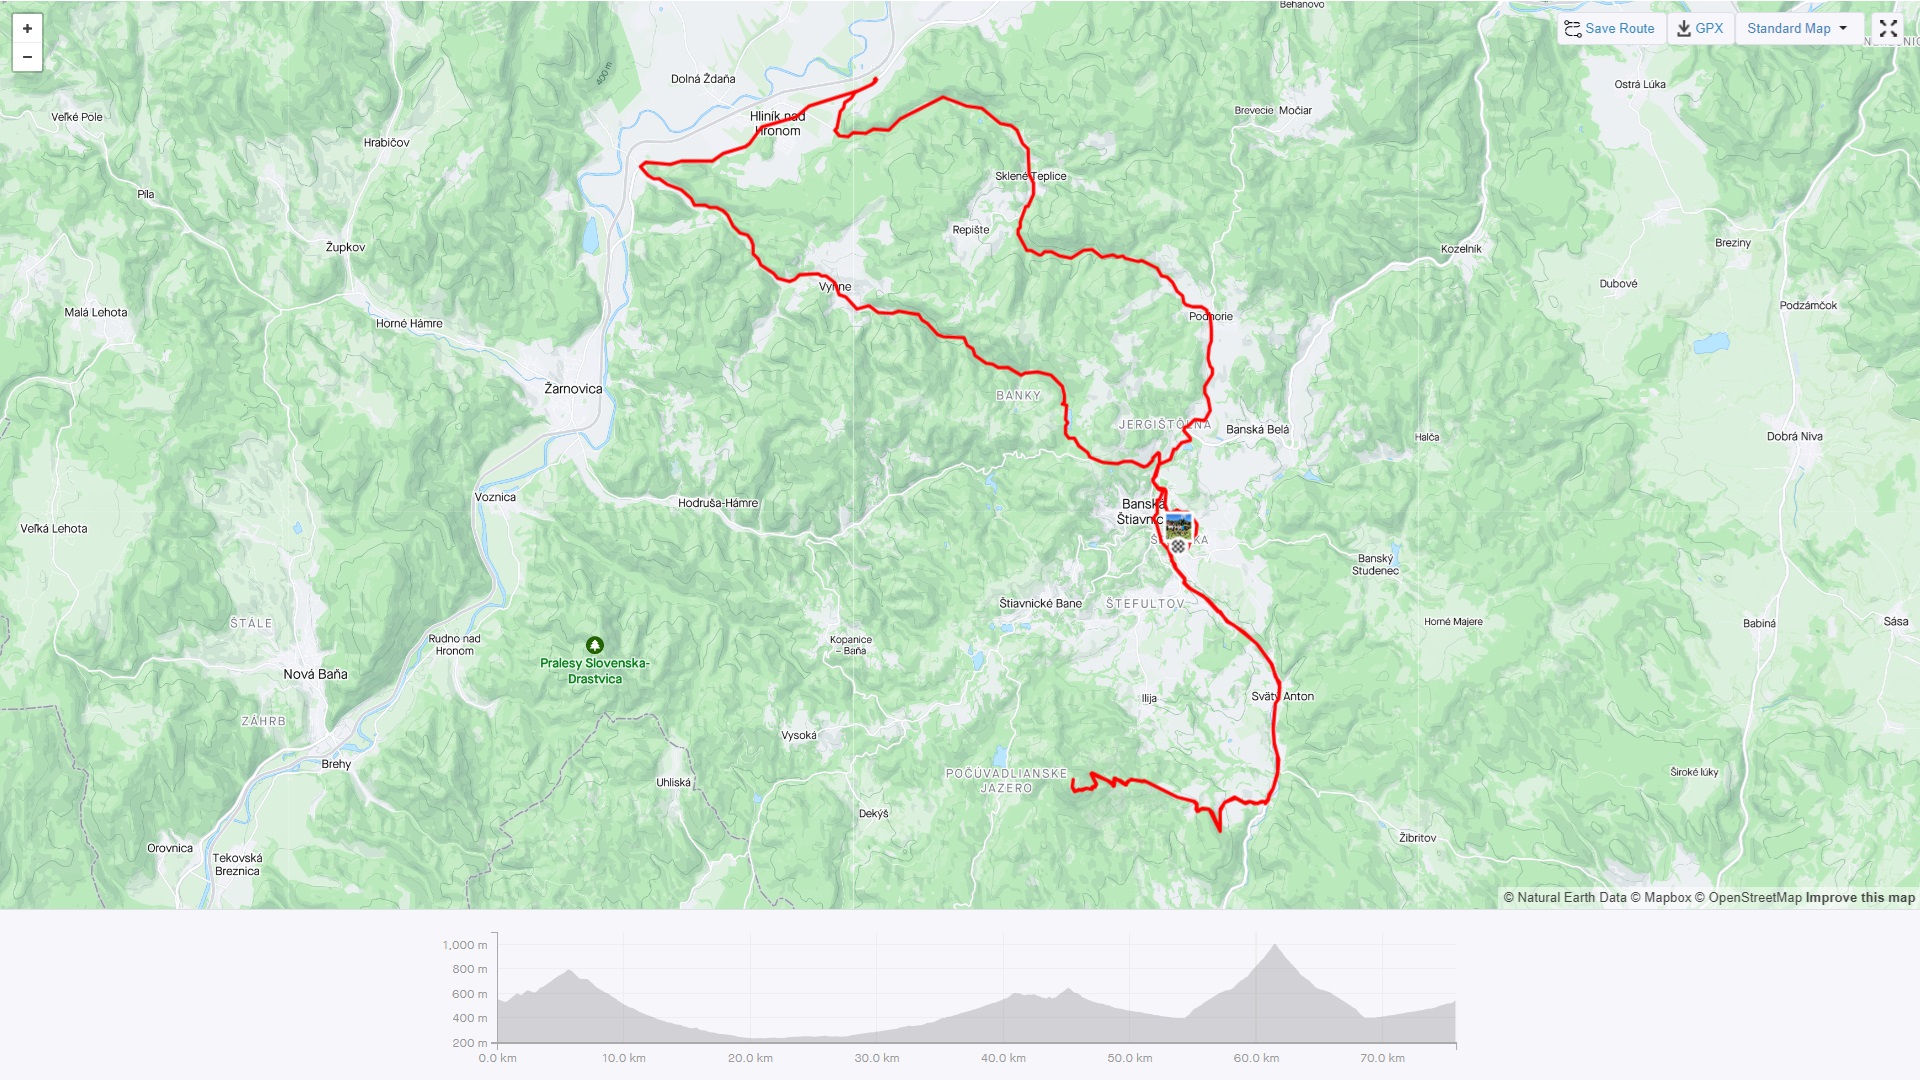 +
−
Save Route
GPX
Standard Map
Behanovo
Dolná Ždaňa
400 m
Ostrá Lúka
Veľké Pole
Hliník nad
Hronom
Brevecie Močiar
Hrabičov
Píla
Sklené Teplice
Repište
Župkov
Breziny
Kozelník
Dubové
Vyhne
Malá Lehota
Horné Hámre
Podhorie
Podzámčok
Žarnovica
BANKY
JERGIŠTÔLŇA
Banská Belá
Halča
Dobrá Niva
Voznica
Hodruša-Hámre
Banská
Štiavnic
Veľká Lehota
Banský
Studenec
Štiavnické Bane
ŠTEFULTOV
ŠTÁLE
Horné Majere
Babiná
Sása
Rudno nad
Hronom
Kopanice
– Baňa
Pralesy Slovenska-
Drastvica
Nová Baňa
Ilija
Svätý Anton
ZÁHRB
Vysoká
Brehy
POČÚVADLIANSKE
JAZERO
Široké lúky
Uhliská
Dekýš
Žibritov
Orovnica
Tekovská
Breznica
© Natural Earth Data © Mapbox © OpenStreetMap Improve this map
1,000 m
800 m
600 m
400 m
200 m
0.0 km 10.0 km 20.0 km 30.0 km 40.0 km 50.0 km 60.0 km 70.0 km